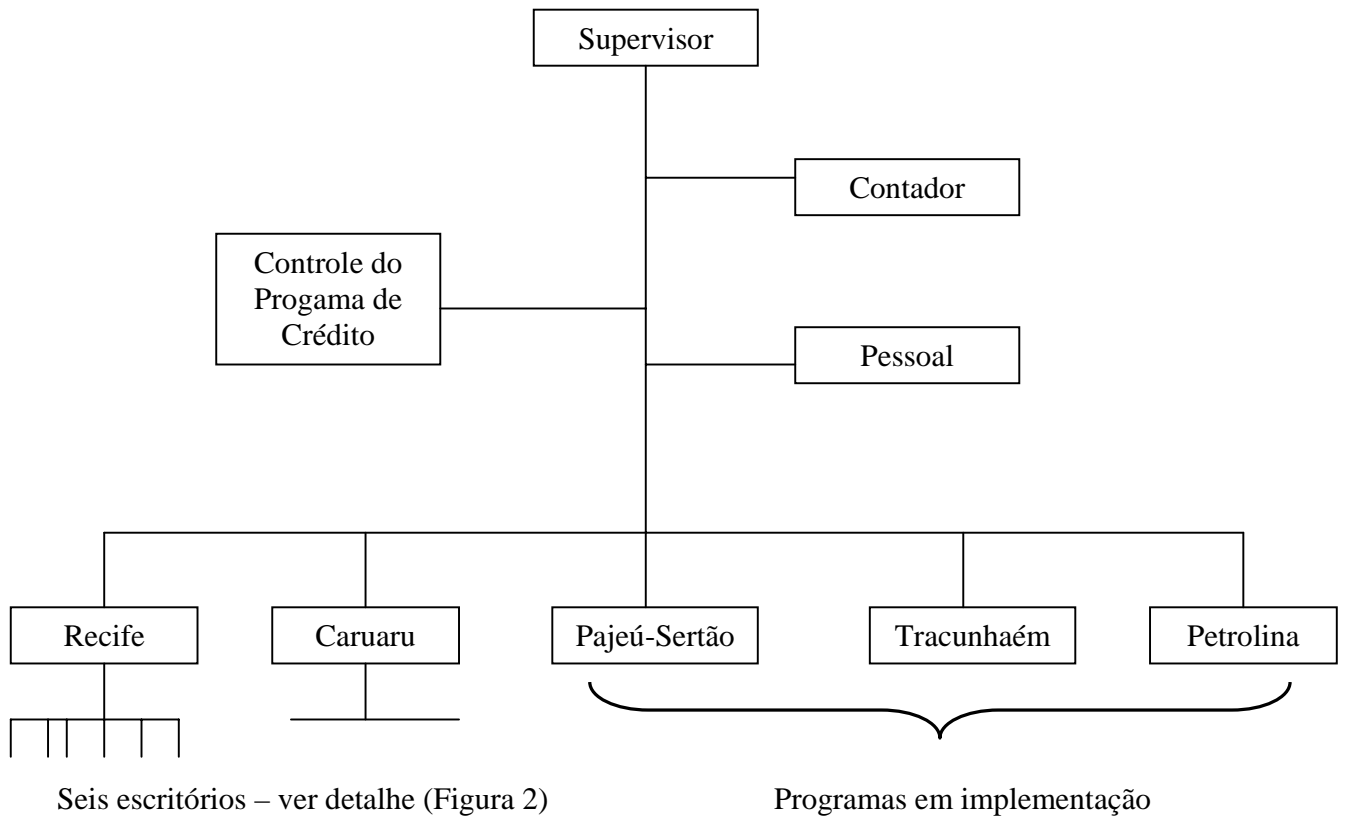 Supervisor
Contador
Controle do
Progama de
Crédito
Pessoal
Recife
Caruaru
Pajeú-Sertão
Tracunhaém
Petrolina
Seis escritórios – ver detalhe (Figura 2)
Programas em implementação